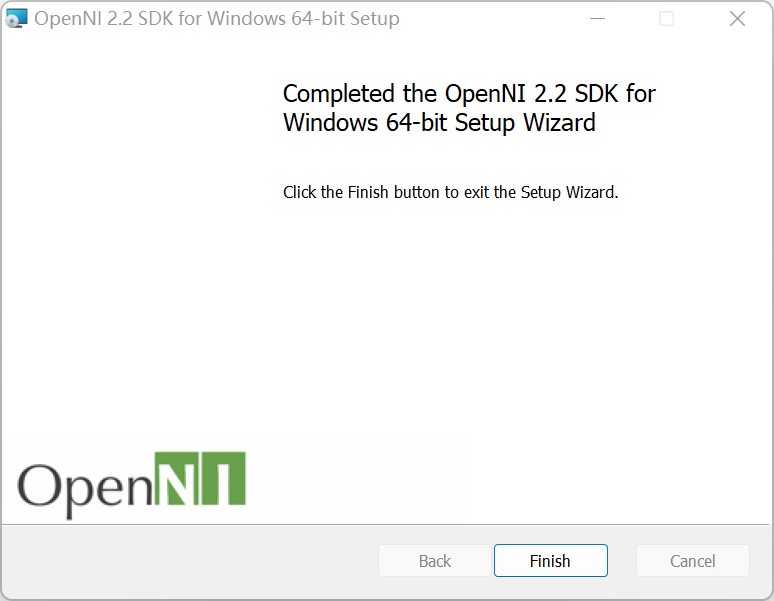 OpenNI 2.2 SDK for Windows 64-bit Setup
Completed the OpenNI 2.2 SDK for
Windows 64-bit Setup Wizard
Click the Finish button to exit the Setup Wizard.
OpenNI
Back
Finish
Cancel